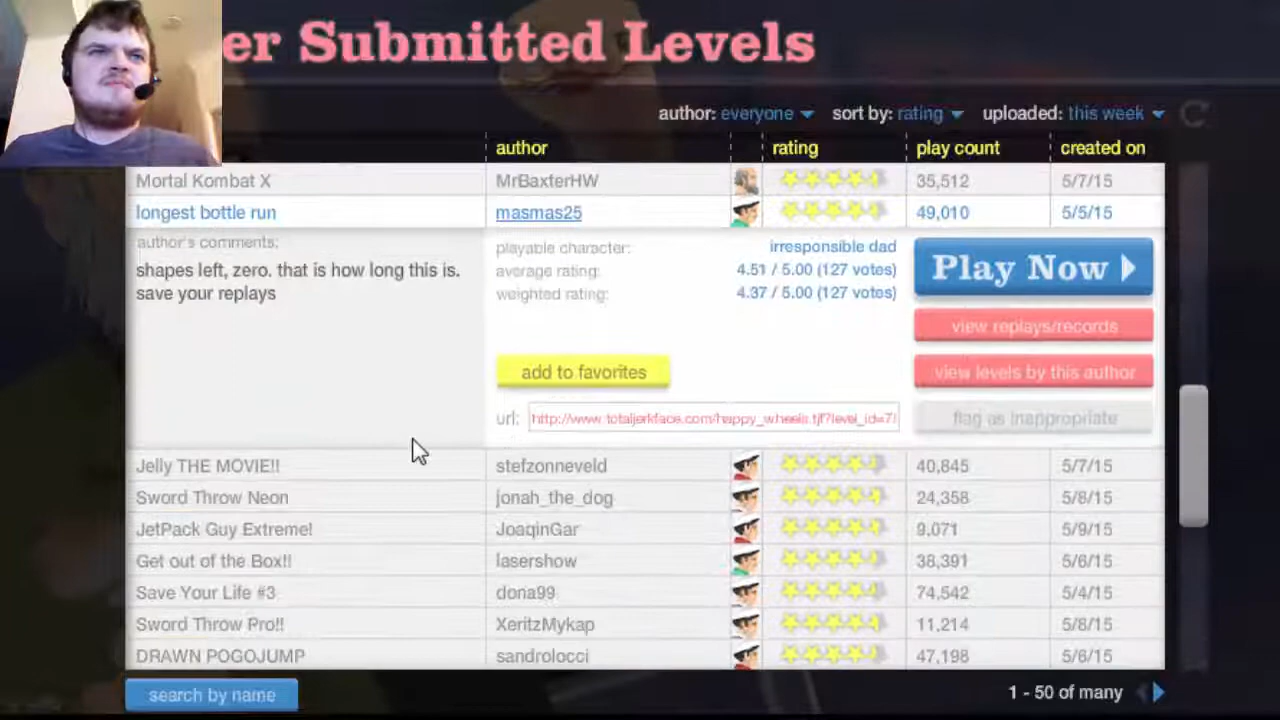 er Submitted Levels
author: everyone sort by: rating uploaded: this week
author rating play count created on
Mortal Kombat X MrBaxterHW 35,512 5/7/15
longest bottle run masmas25 49,010 5/5/15
author's comments:
shapes left, zero. that is how long this is.
save your replays
playable character: irresponsible dad
average rating: 4.51 / 5.00 (127 votes)
weighted rating: 4.37 / 5.00 (127 votes)
Play Now
view replays/records
add to favorites
view levels by this author
url: http://www.totaljerkface.com/happy_wheels.tjf?level_id=7
flag as inappropriate
Jelly THE MOVIE!! stefzonneveld 40,845 5/7/15
Sword Throw Neon jonah_the_dog 24,358 5/8/15
JetPack Guy Extreme! JoaqinGar 9,071 5/9/15
Get out of the Box!! lasershow 38,391 5/6/15
Save Your Life #3 dona99 74,542 5/4/15
Sword Throw Pro!! XeritzMykap 11,214 5/8/15
DRAWN POGOJUMP sandrolocci 47,198 5/6/15
search by name
1 - 50 of many